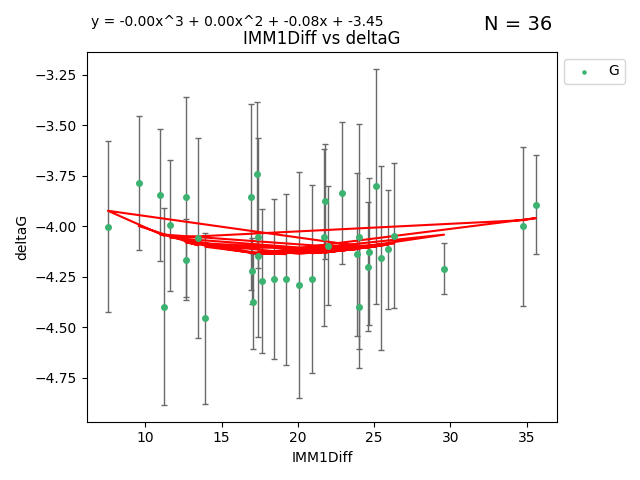 y = -0.00x^3 + 0.00x^2 + -0.08x + -3.45
N = 36
IMM1Diff vs deltaG
G
−3.25
−3.50
−3.75
−4.00
−4.25
−4.50
−4.75
deltaG
10 15 20 25 30 35
IMM1Diff